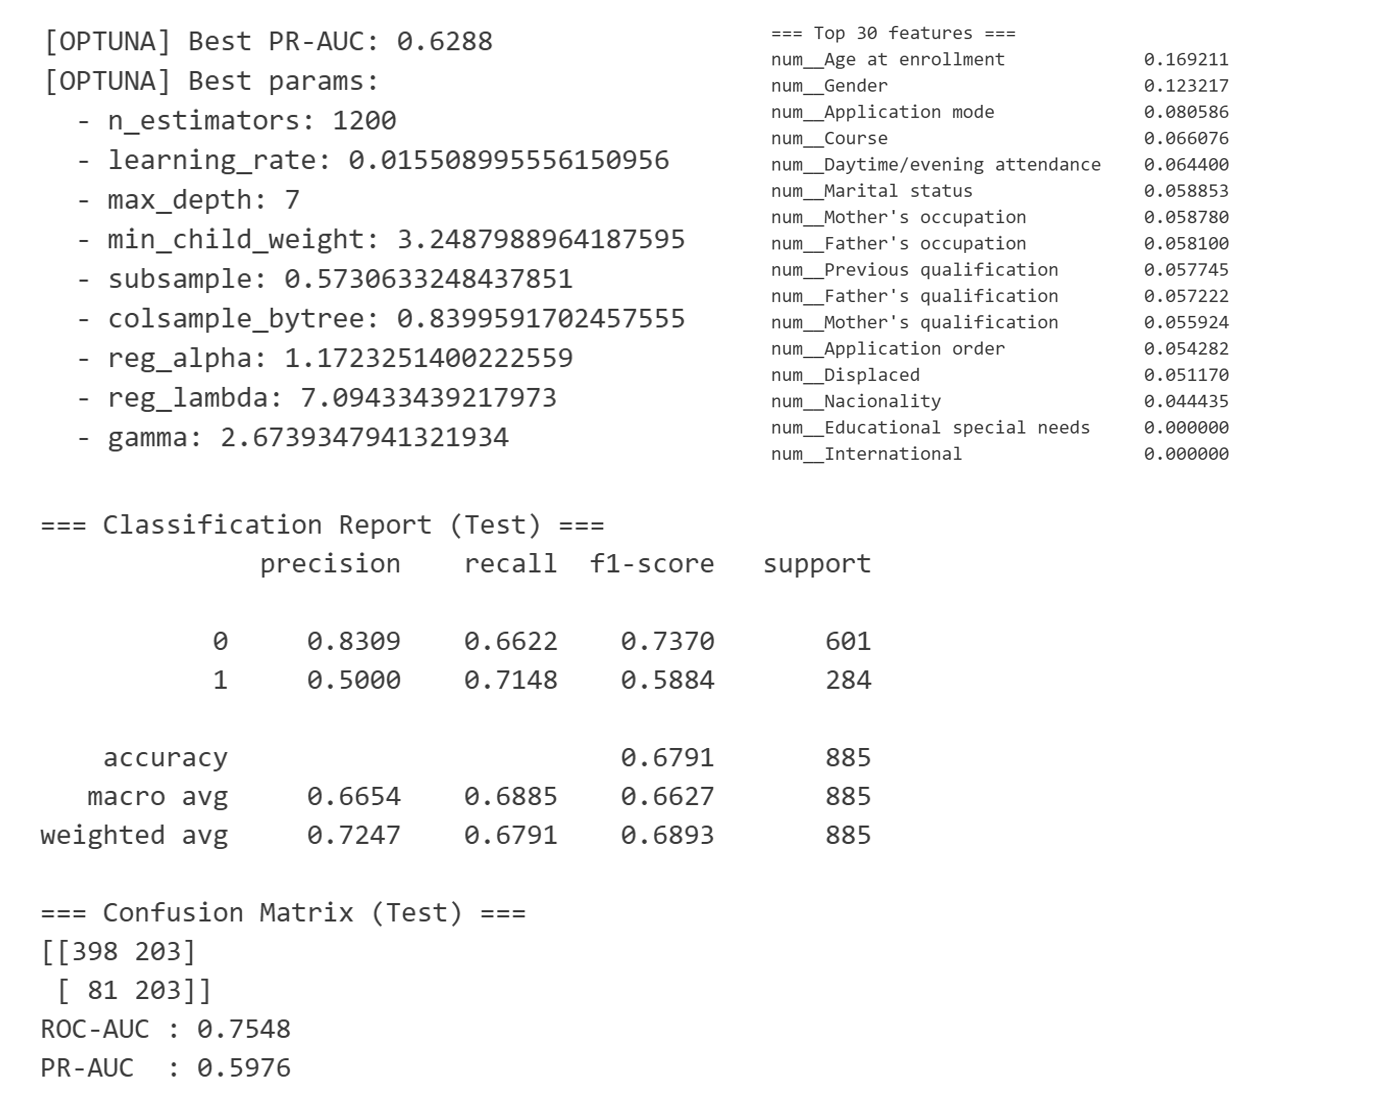 [OPTUNA] Best PR-AUC: 0.6288
[OPTUNA] Best params:
- n_estimators: 1200
- learning_rate: 0.015508995556150956
- max_depth: 7
- min_child_weight: 3.2487988964187595
- subsample: 0.5730633248437851
- colsample_bytree: 0.8399591702457555
- reg_alpha: 1.1723251400222559
- reg_lambda: 7.09433439217973
- gamma: 2.6739347941321934
=== Top 30 features ===
num__Age at enrollment 0.169211
num__Gender 0.123217
num__Application mode 0.080586
num__Course 0.066076
num__Daytime/evening attendance 0.064400
num__Marital status 0.058853
num__Mother's occupation 0.058780
num__Father's occupation 0.058100
num__Previous qualification 0.057745
num__Father's qualification 0.057222
num__Mother's qualification 0.055924
num__Application order 0.054282
num__Displaced 0.051170
num__Nacionality 0.044435
num__Educational special needs 0.000000
num__International 0.000000
=== Classification Report (Test) ===
precision recall f1-score support
0 0.8309 0.6622 0.7370 601
1 0.5000 0.7148 0.5884 284
accuracy 0.6791 885
macro avg 0.6654 0.6885 0.6627 885
weighted avg 0.7247 0.6791 0.6893 885
=== Confusion Matrix (Test) ===
[[398 203]
[ 81 203]]
ROC-AUC : 0.7548
PR-AUC : 0.5976